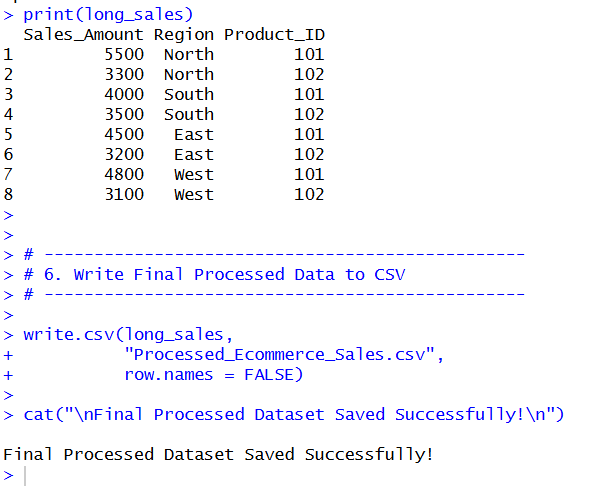 > print(long_sales)
  Sales_Amount Region Product_ID
1         5500  North        101
2         3300  North        102
3         4000  South        101
4         3500  South        102
5         4500   East        101
6         3200   East        102
7         4800   West        101
8         3100   West        102
>
>
> # ------------------------------------------------
> # 6. Write Final Processed Data to CSV
> # ------------------------------------------------
>
> write.csv(long_sales,
+           "Processed_Ecommerce_Sales.csv",
+           row.names = FALSE)
>
> cat("\nFinal Processed Dataset Saved Successfully!\n")

Final Processed Dataset Saved Successfully!
>